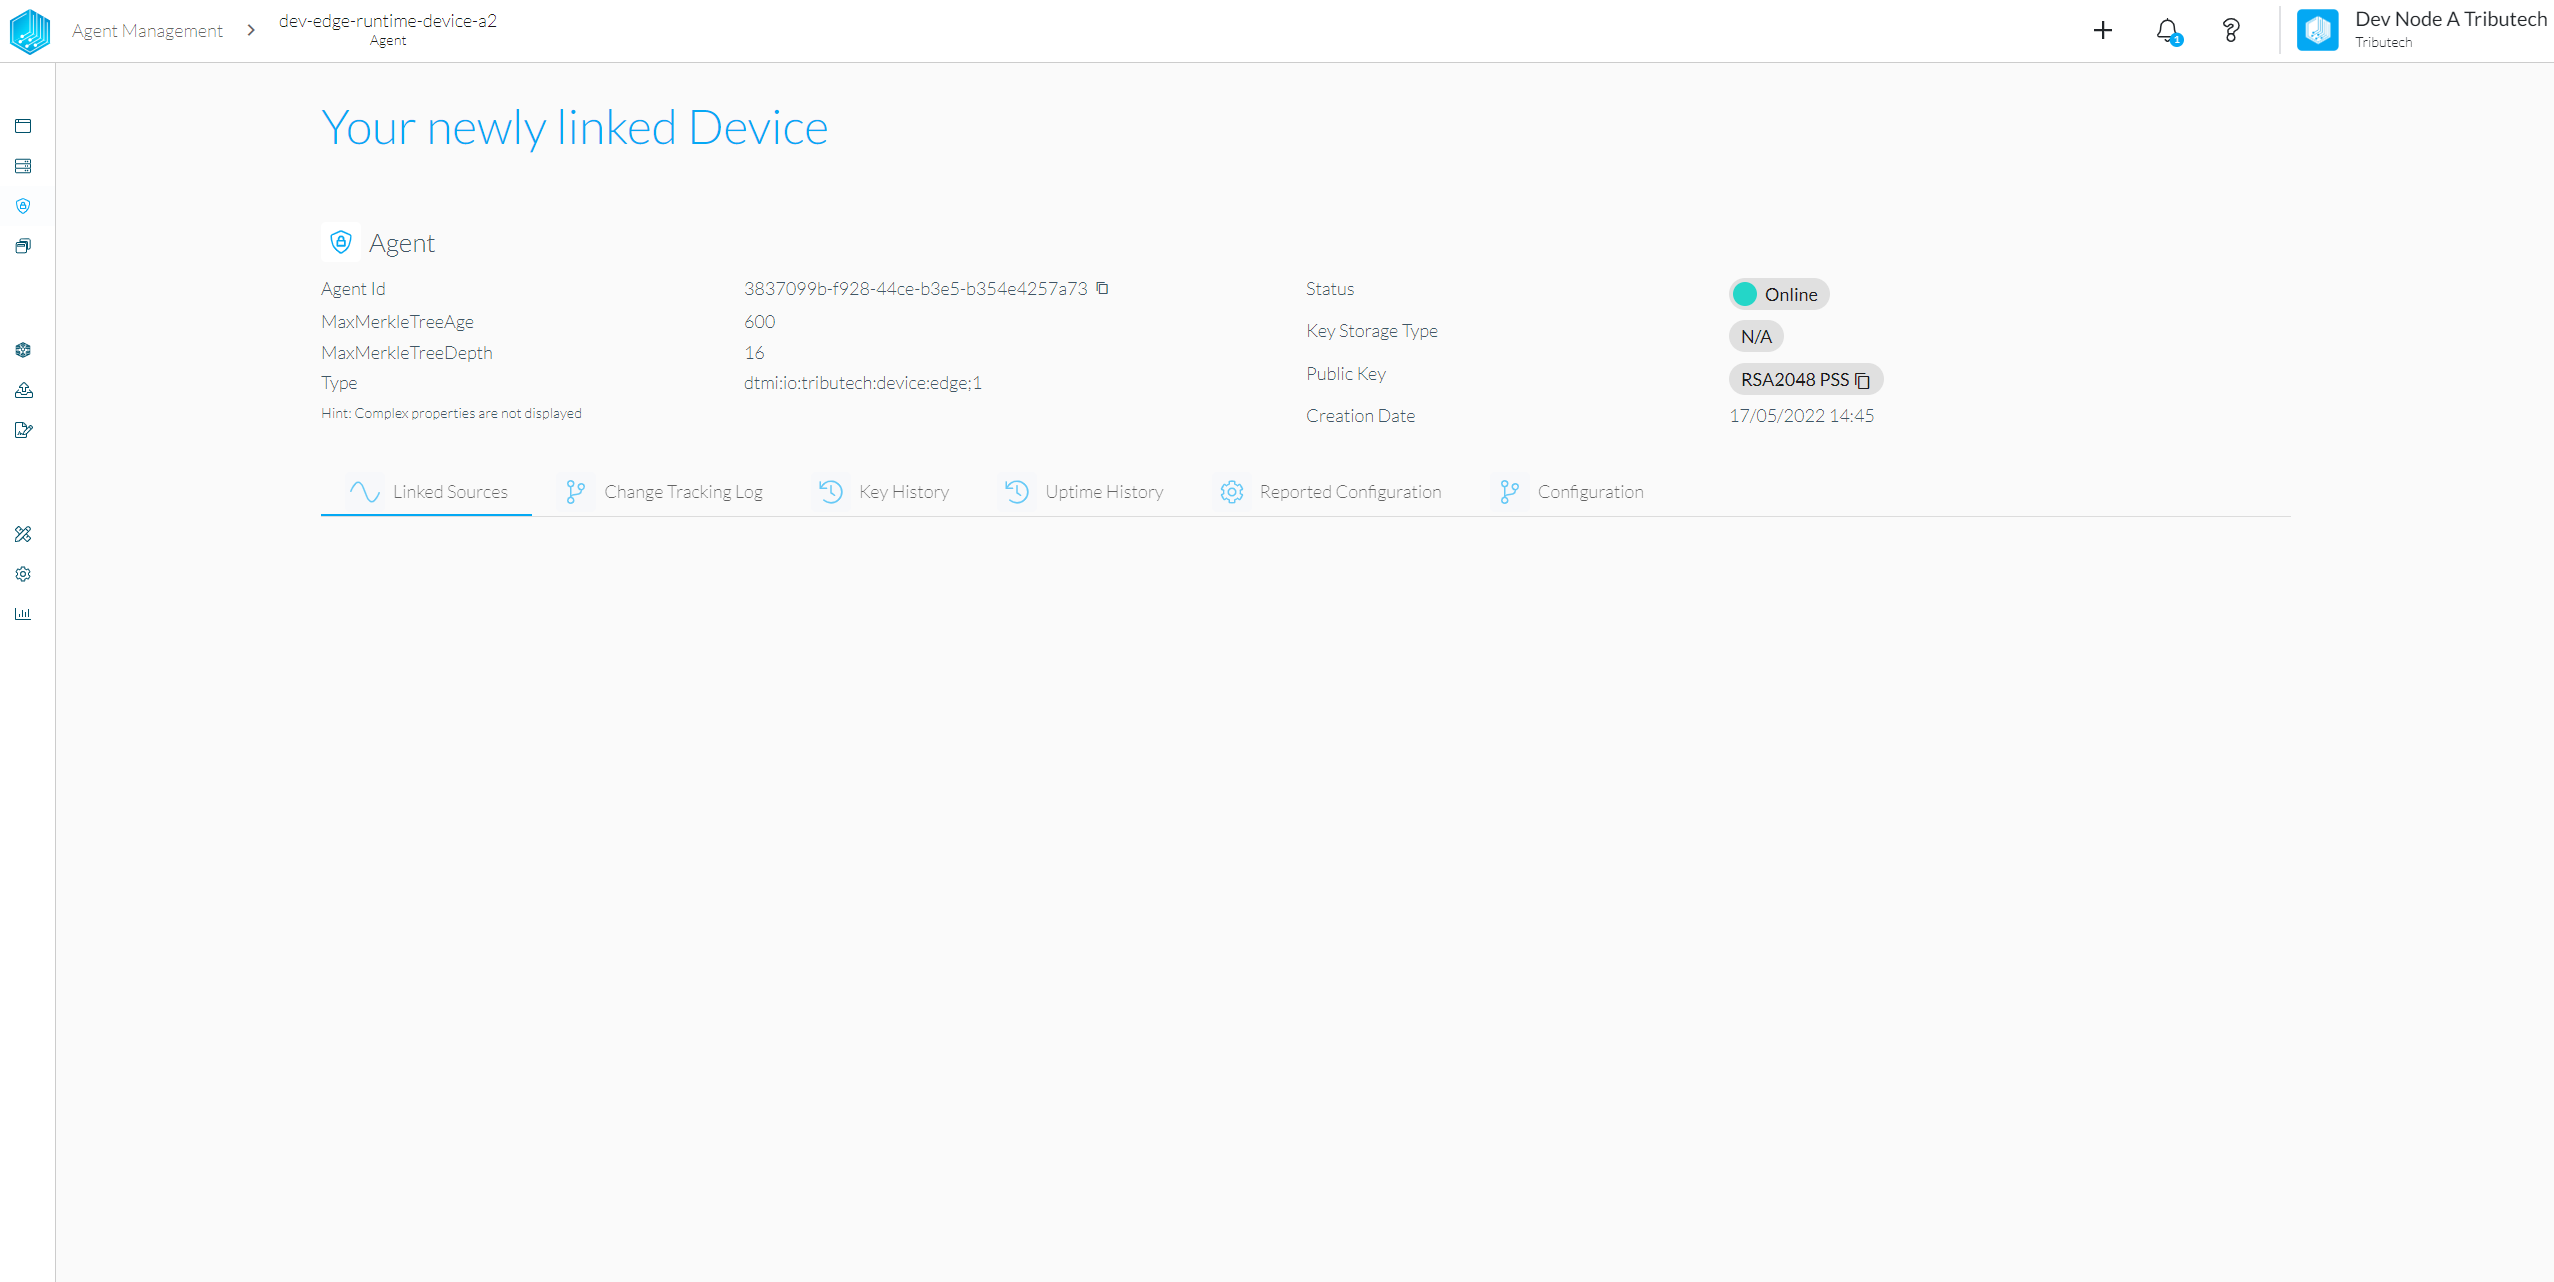 Agent Management
dev-edge-runtime-device-a2
Agent
1
Dev Node A Tributech
Tributech
Your newly linked Device
Agent
Agent Id 3837099b-f928-44ce-b3e5-b354e4257a73
MaxMerkleTreeAge 600
MaxMerkleTreeDepth 16
Type dtmi:io:tributech:device:edge;1
Hint: Complex properties are not displayed
Status Online
Key Storage Type N/A
Public Key RSA2048 PSS
Creation Date 17/05/2022 14:45
Linked Sources Change Tracking Log Key History Uptime History Reported Configuration Configuration